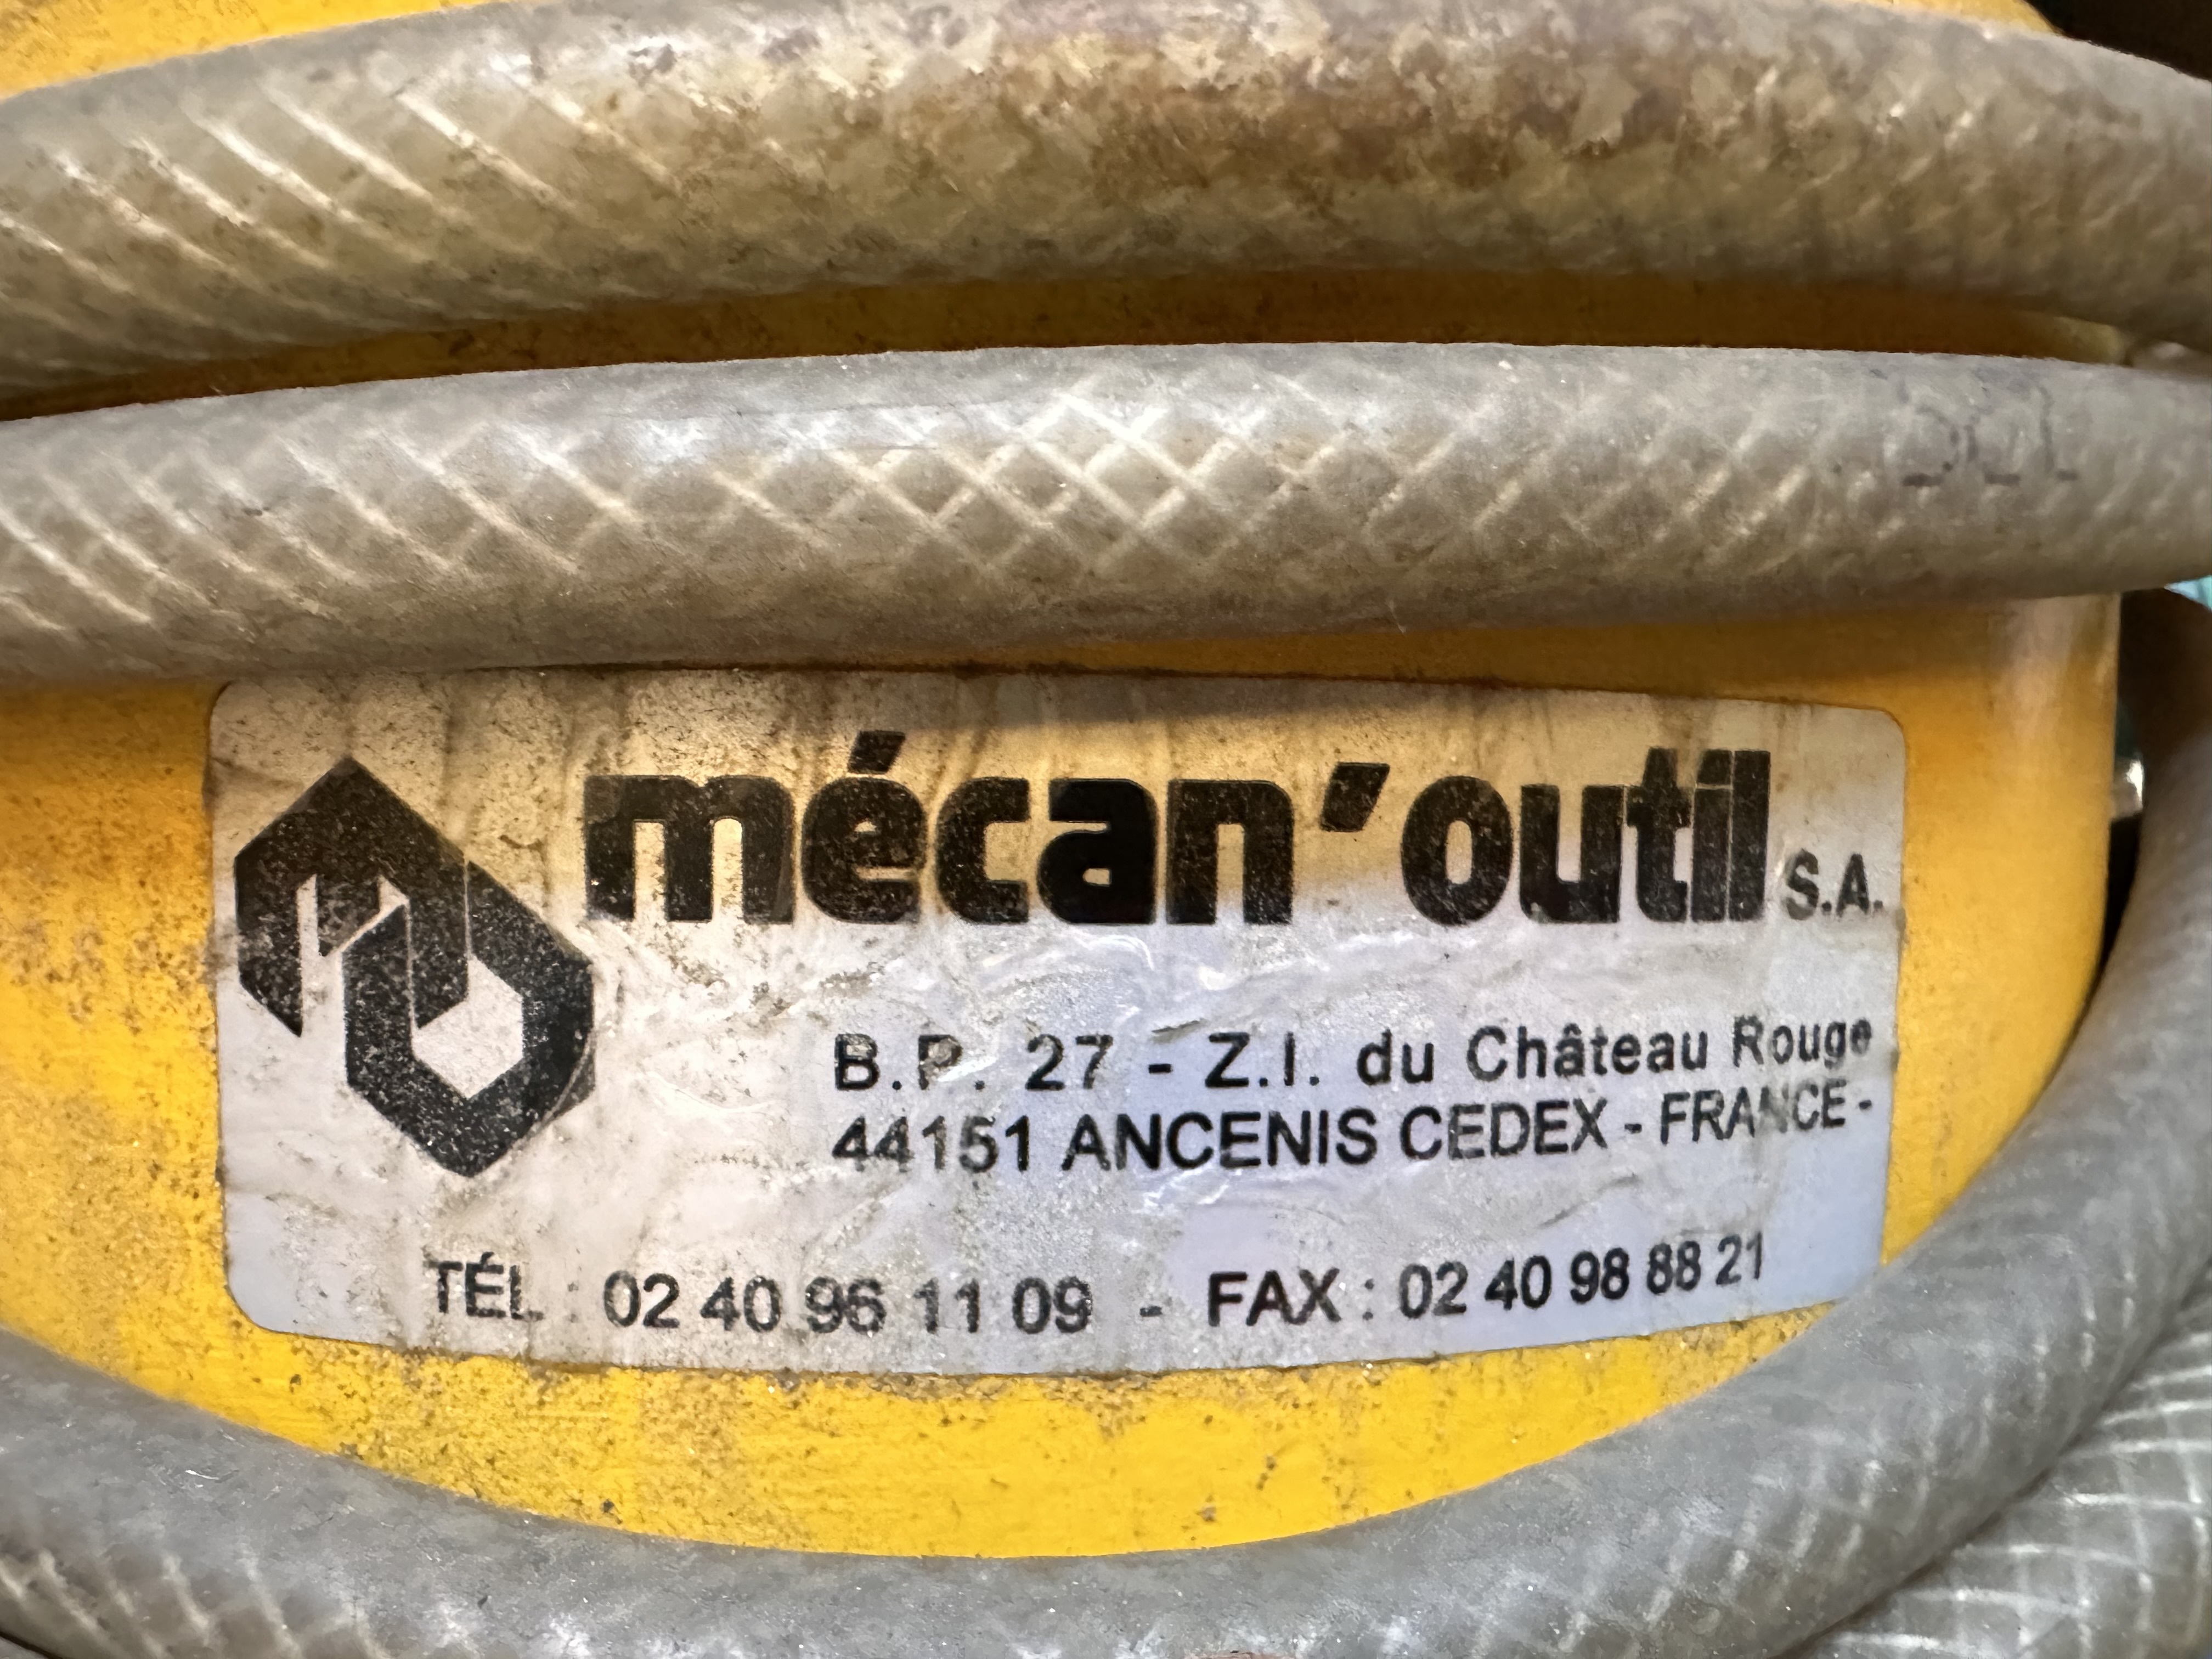 mécan'outil S.A.
B.P. 27 - Z.I. du Château Rouge
44151 ANCENIS CEDEX - FRANCE -
TÉL : 02 40 96 11 09 - FAX : 02 40 98 88 21